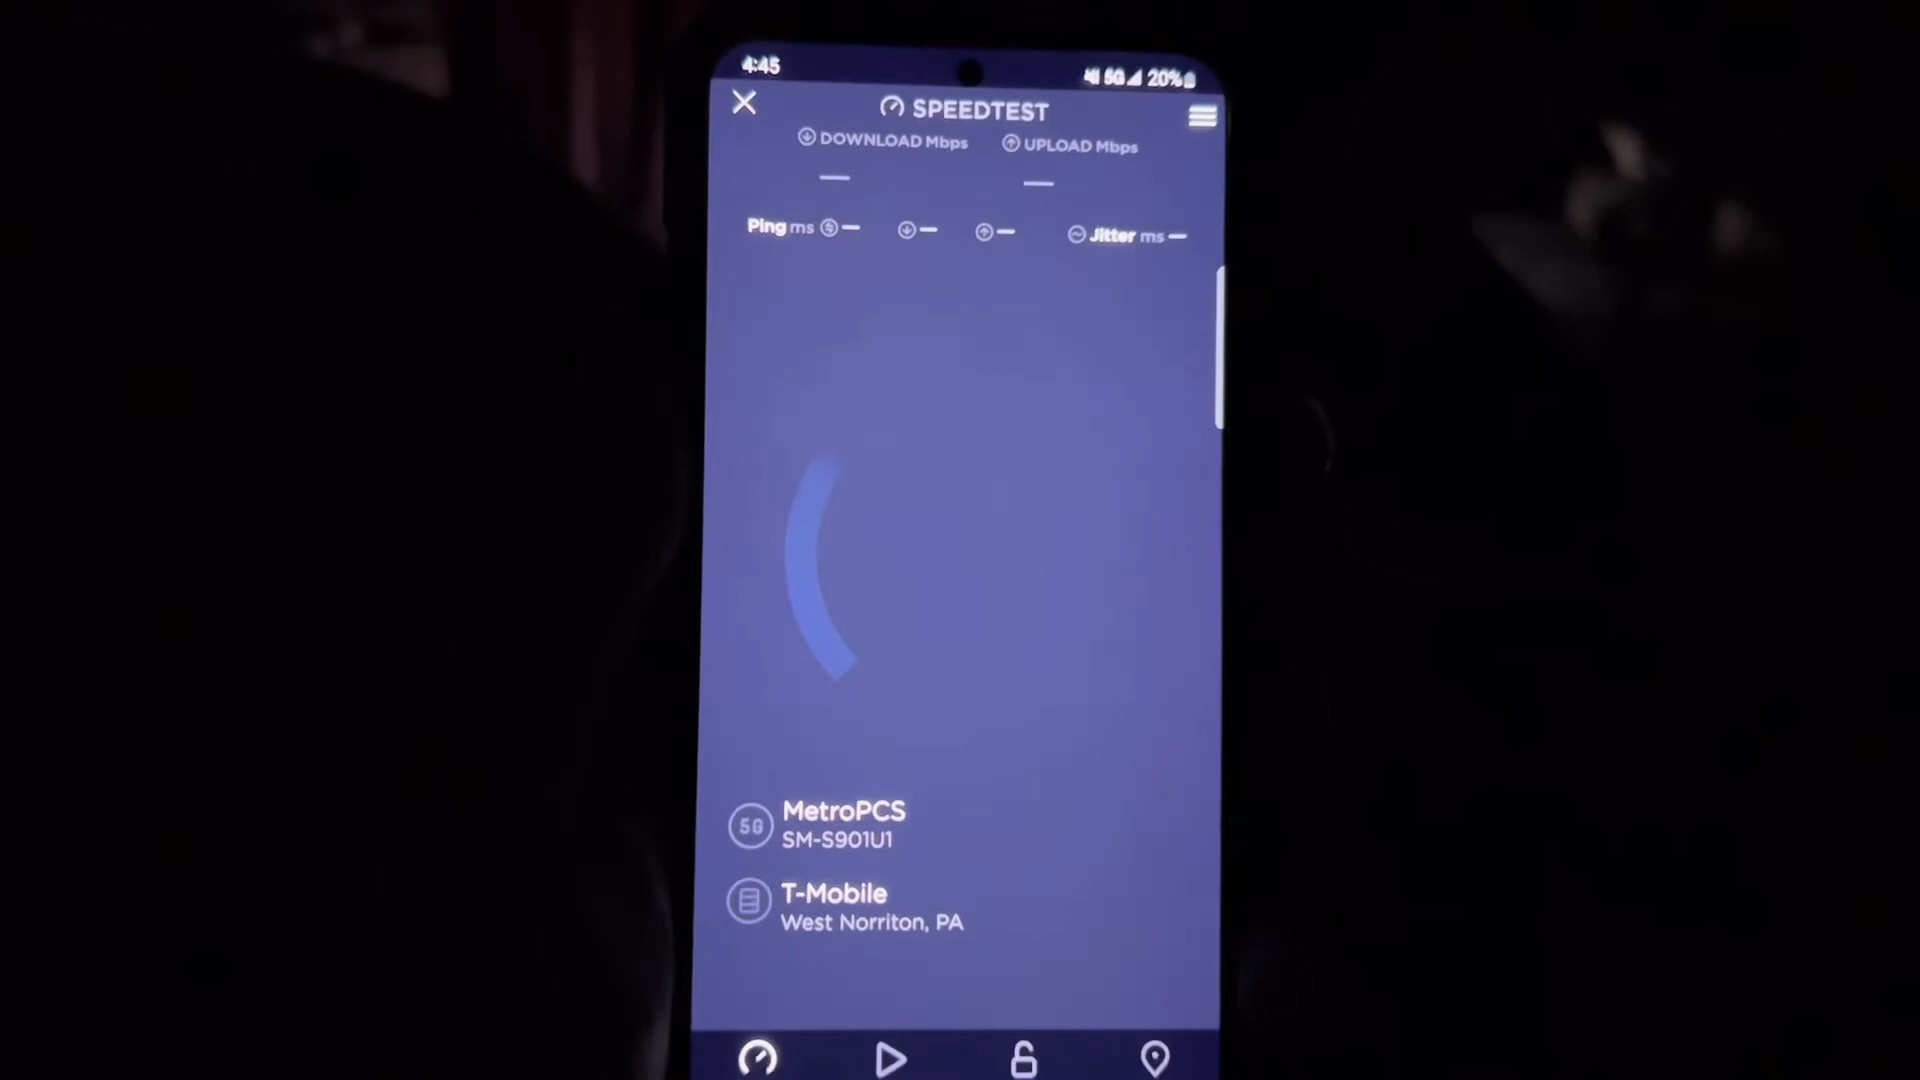 4:45
5G 20%
SPEEDTEST
DOWNLOAD Mbps
UPLOAD Mbps
Ping ms
Jitter ms
5G
MetroPCS
SM-S901U1
T-Mobile
West Norriton, PA